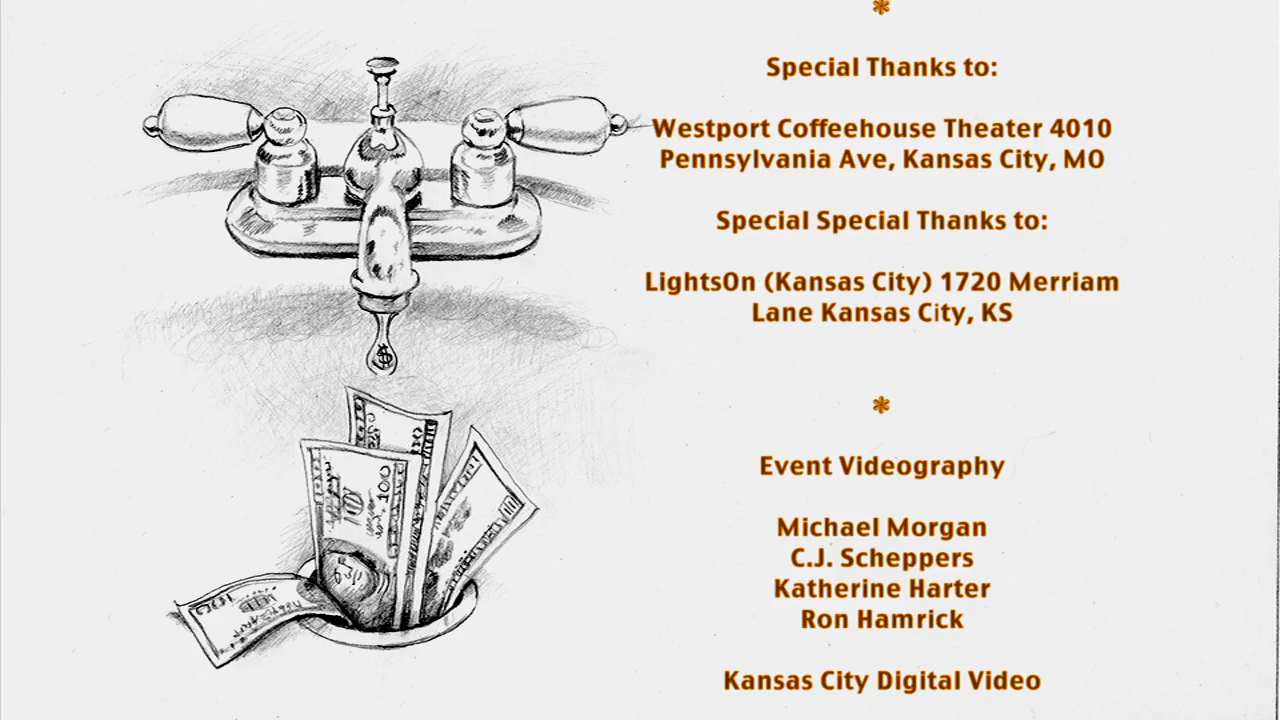 *
Special Thanks to:
Westport Coffeehouse Theater 4010
Pennsylvania Ave, Kansas City, MO
Special Special Thanks to:
LightsOn (Kansas City) 1720 Merriam
Lane Kansas City, KS
*
Event Videography
Michael Morgan
C.J. Scheppers
Katherine Harter
Ron Hamrick
Kansas City Digital Video
$
100
100